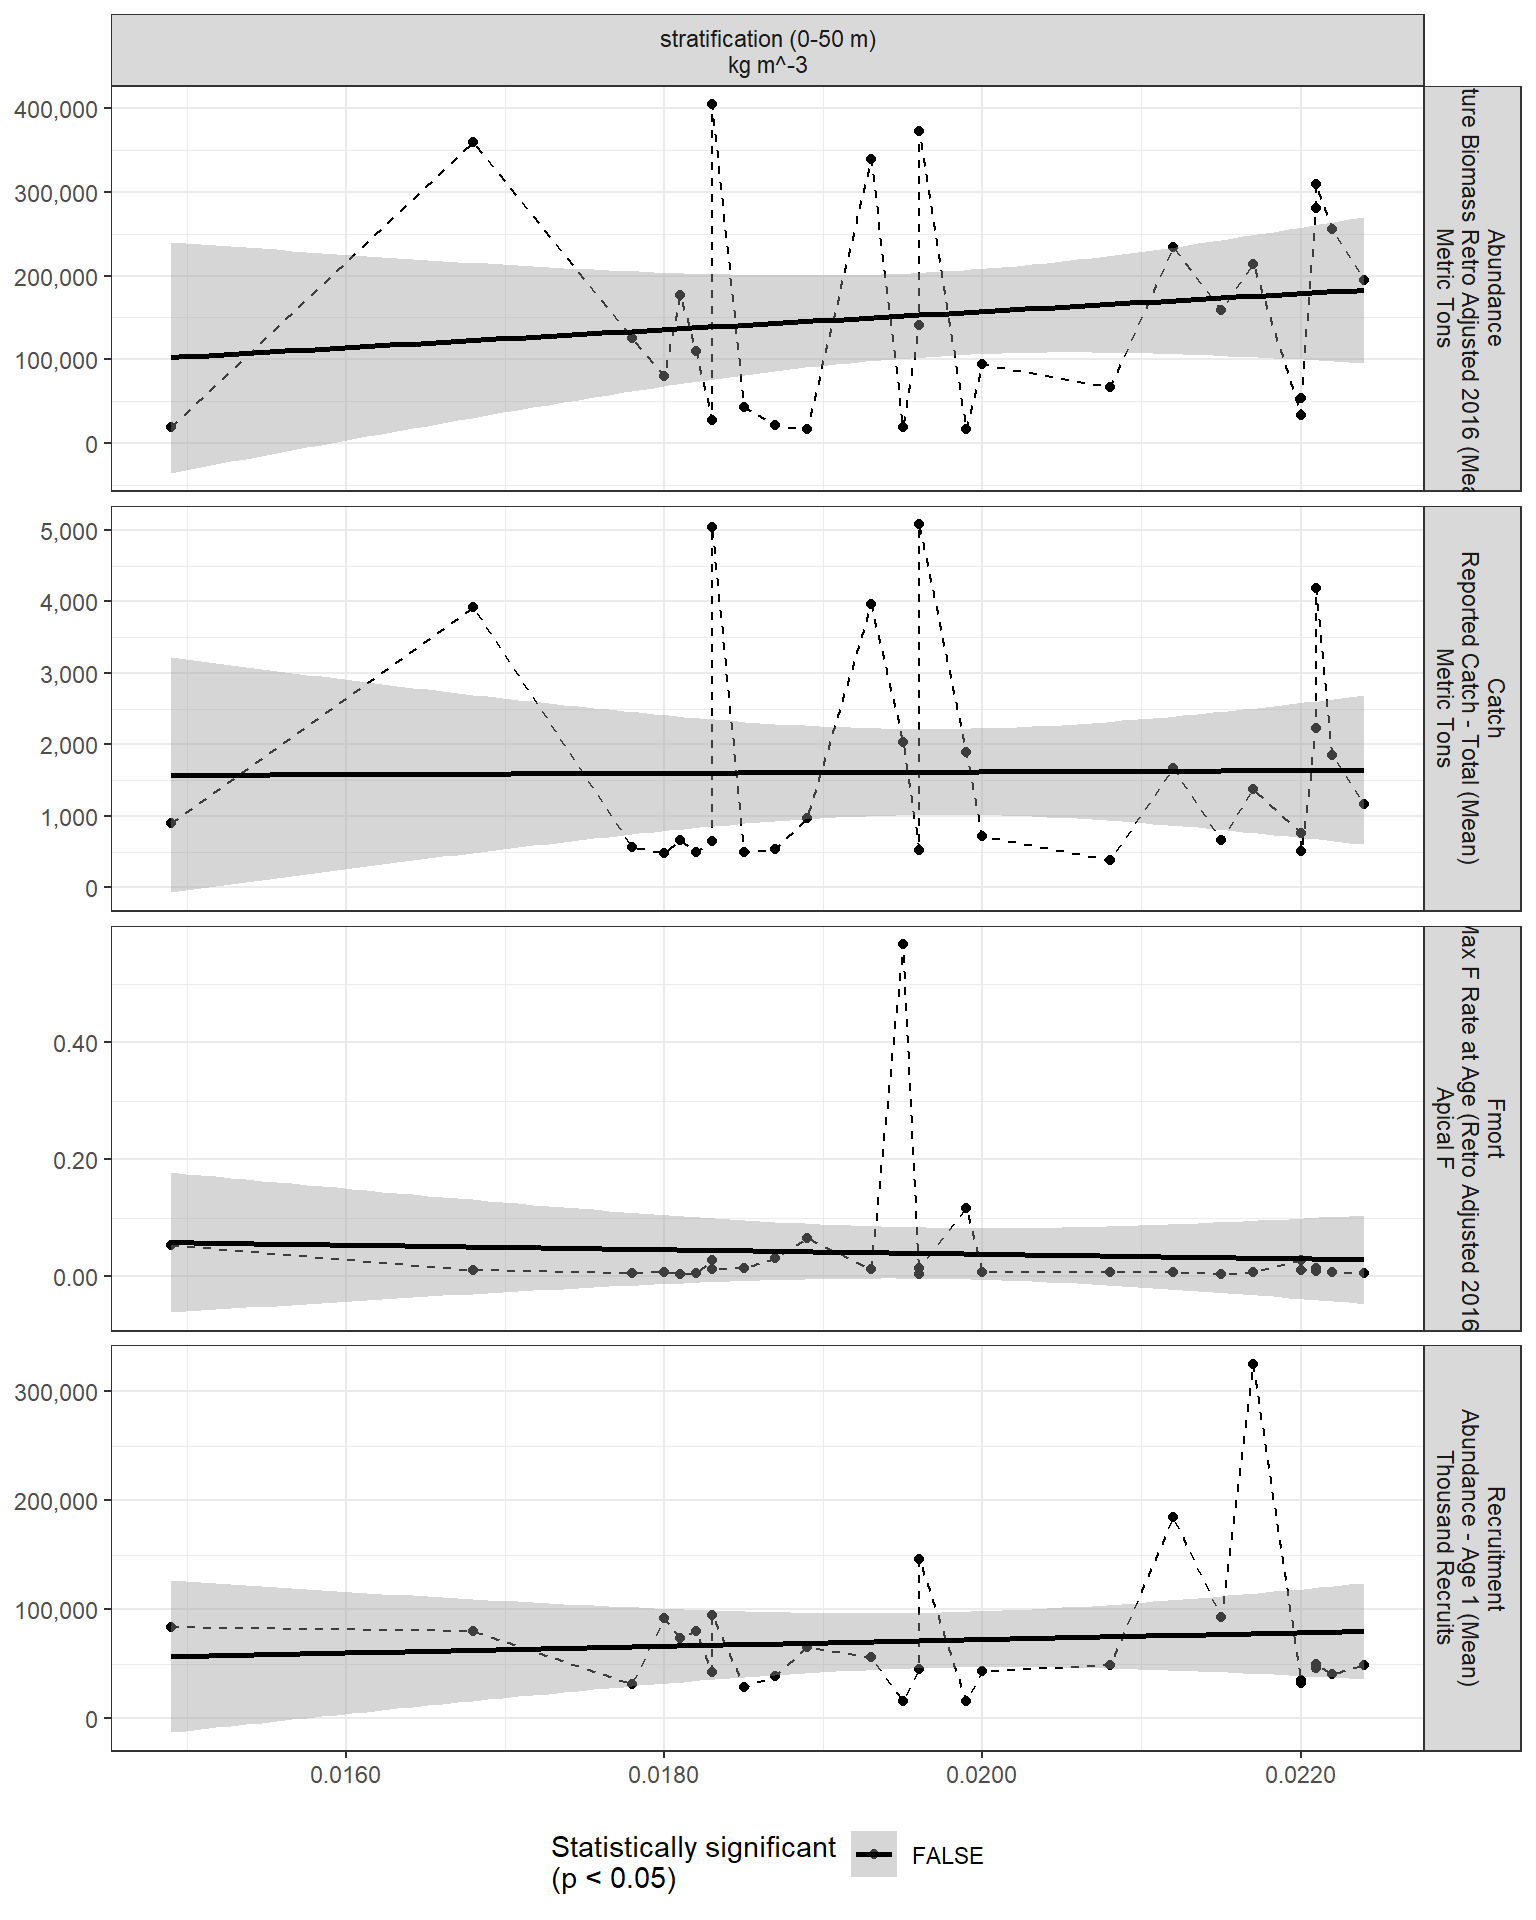 stratification (0-50 m)
kg m^-3
400,000
300,000
200,000
100,000
0
Abundance
Biomass Retro Adjusted 2016
Metric Tons
5,000
4,000
3,000
2,000
1,000
0
Catch
Reported Catch - Total (Mean)
Metric Tons
0.40
0.20
0.00
Fmort
F Rate at Age (Retro Adjusted 2016
Apical F
300,000
200,000
100,000
0
Recruitment
Abundance - Age 1 (Mean)
Thousand Recruits
0.0160
0.0180
0.0200
0.0220
Statistically significant
(p < 0.05)
FALSE